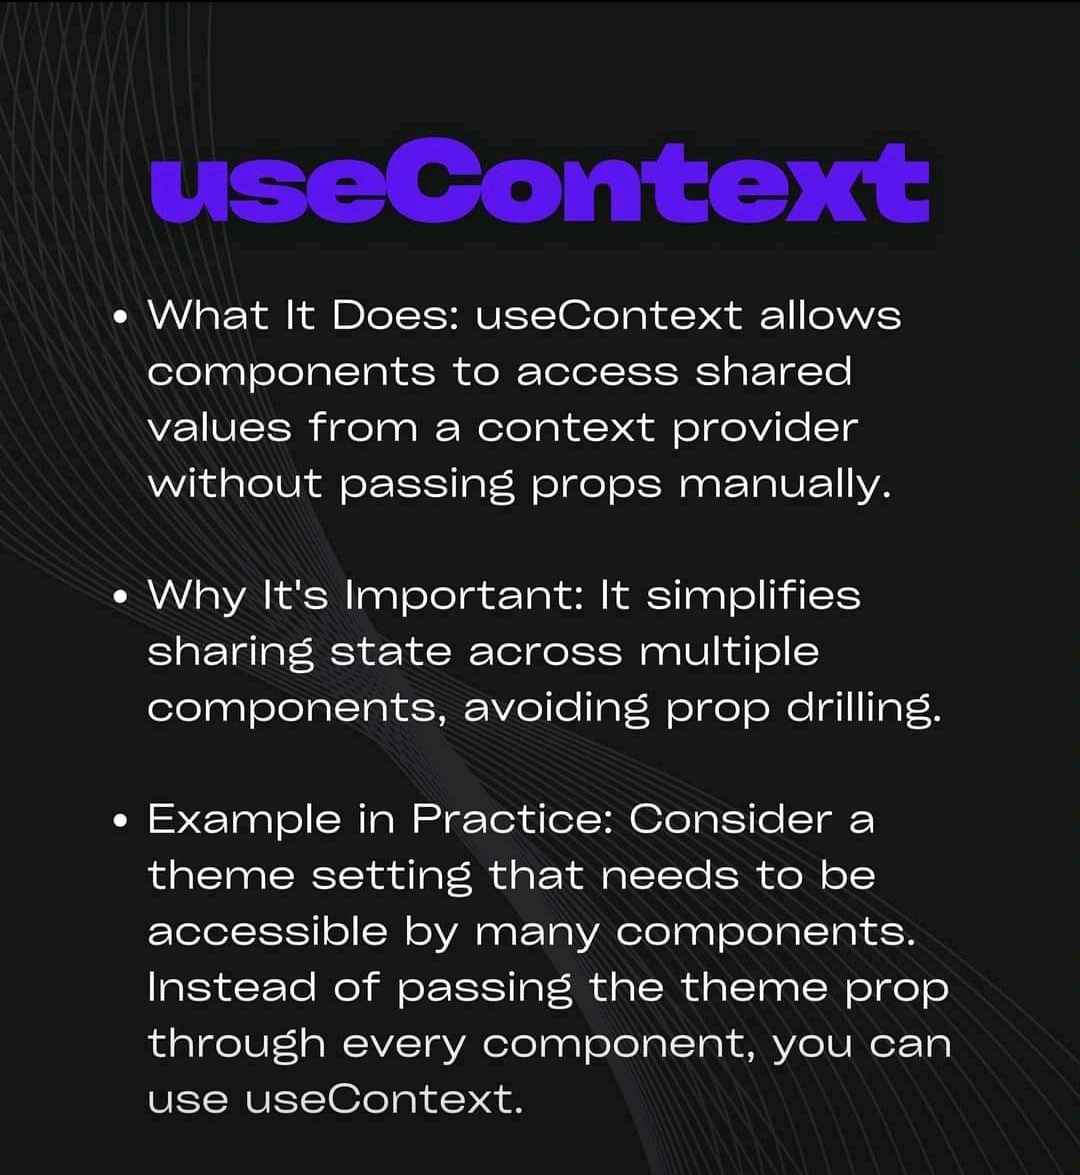 useContext
• What It Does: useContext allows
components to access shared
values from a context provider
without passing props manually.
• Why It's Important: It simplifies
sharing state across multiple
components, avoiding prop drilling.
• Example in Practice: Consider a
theme setting that needs to be
accessible by many components.
Instead of passing the theme prop
through every component, you can
use useContext.